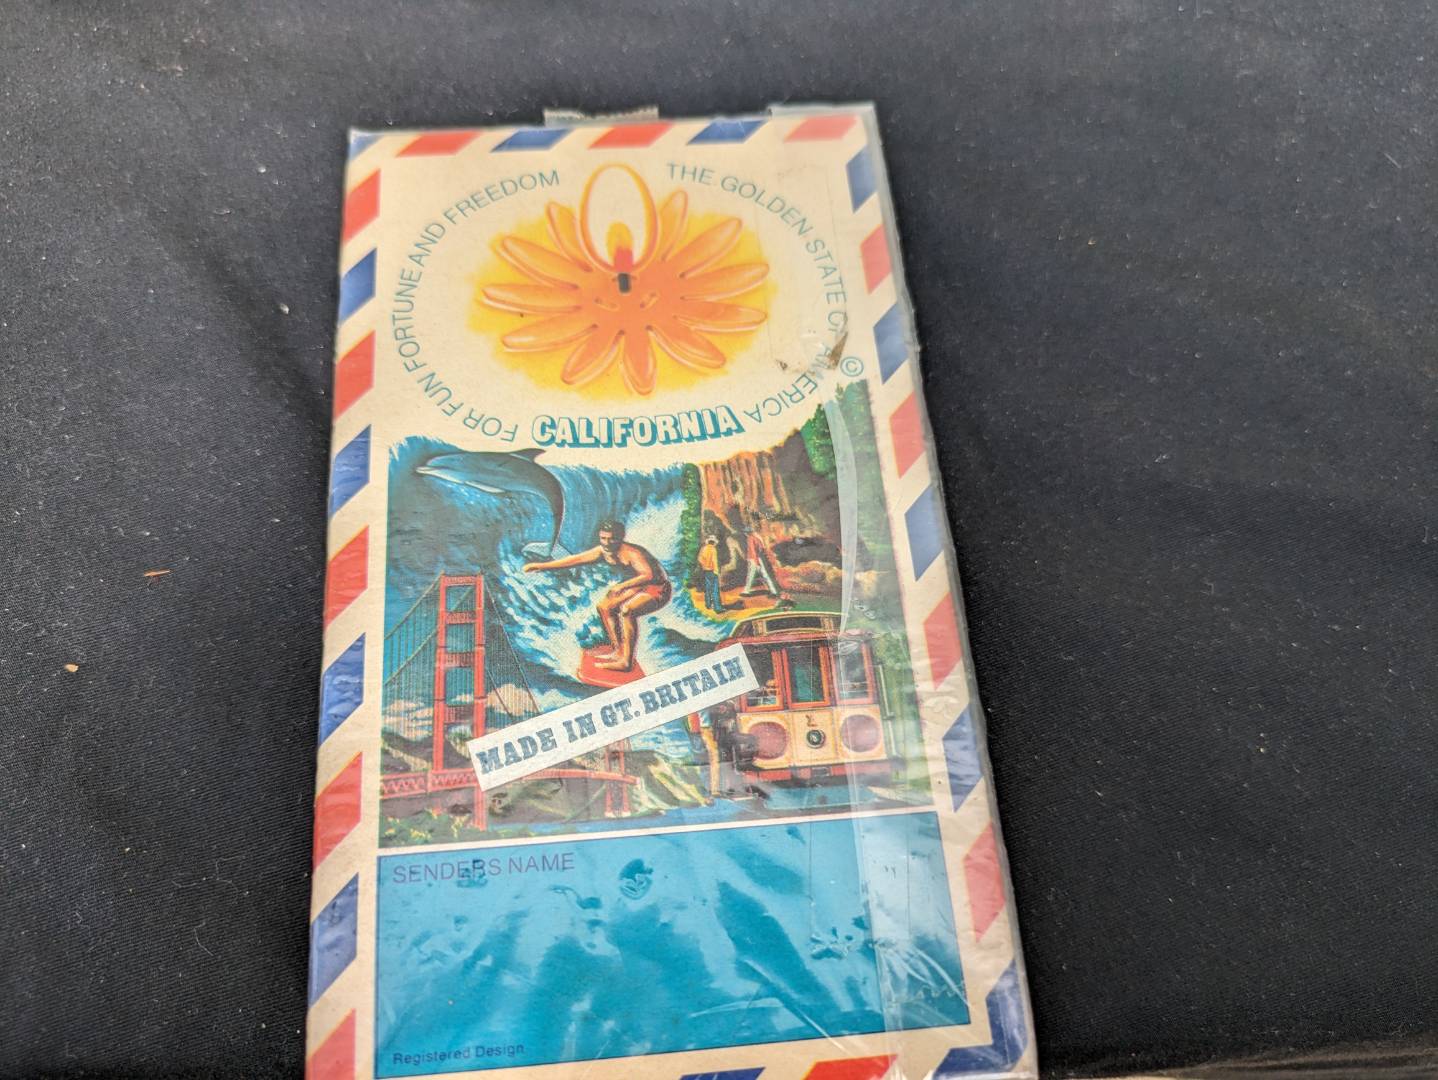 FOR FUN FORTUNE AND FREEDOM
THE GOLDEN STATE OF AMERICA ©
CALIFORNIA
MADE IN GT. BRITAIN
SENDERS NAME
Registered Design